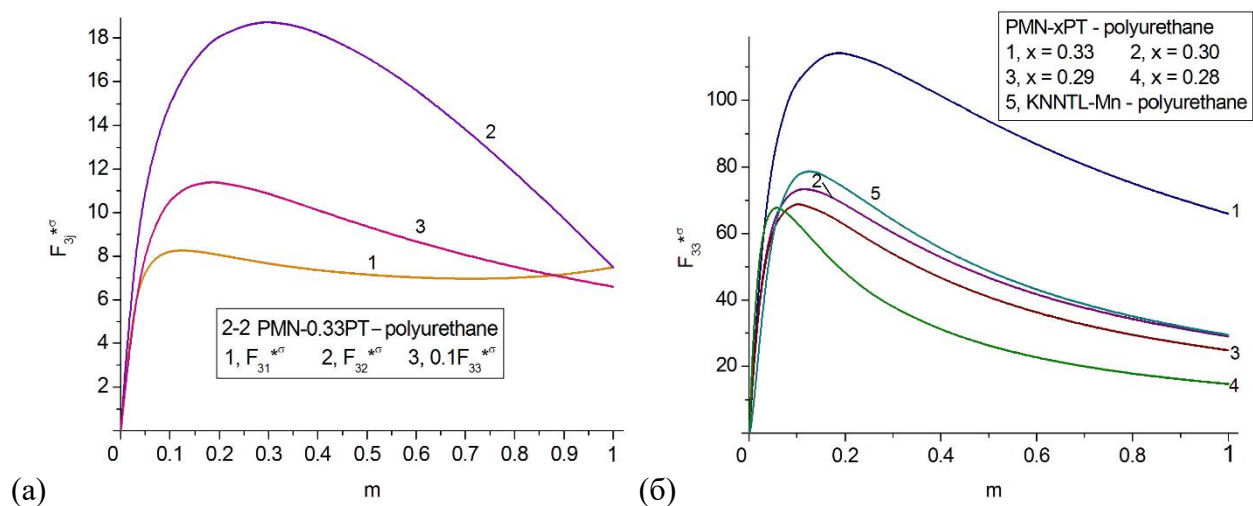 18
16
14
12
10
8
6
4
2
F3j*σ
2
3
1
2-2 PMN-0.33PT – polyurethane
1, F31*σ 2, F32*σ 3, 0.1F33*σ
0 0.1 0.2 0.3 0.4 0.5 0.6 0.7 0.8 0.9 1
m
(а)
PMN-xPT - polyurethane
1, x = 0.33 2, x = 0.30
3, x = 0.29 4, x = 0.28
5, KNNTL-Mn - polyurethane
100
80
60
40
20
F33*σ
1
2
5
3
4
0 0.2 0.4 0.6 0.8 1
m
(б)